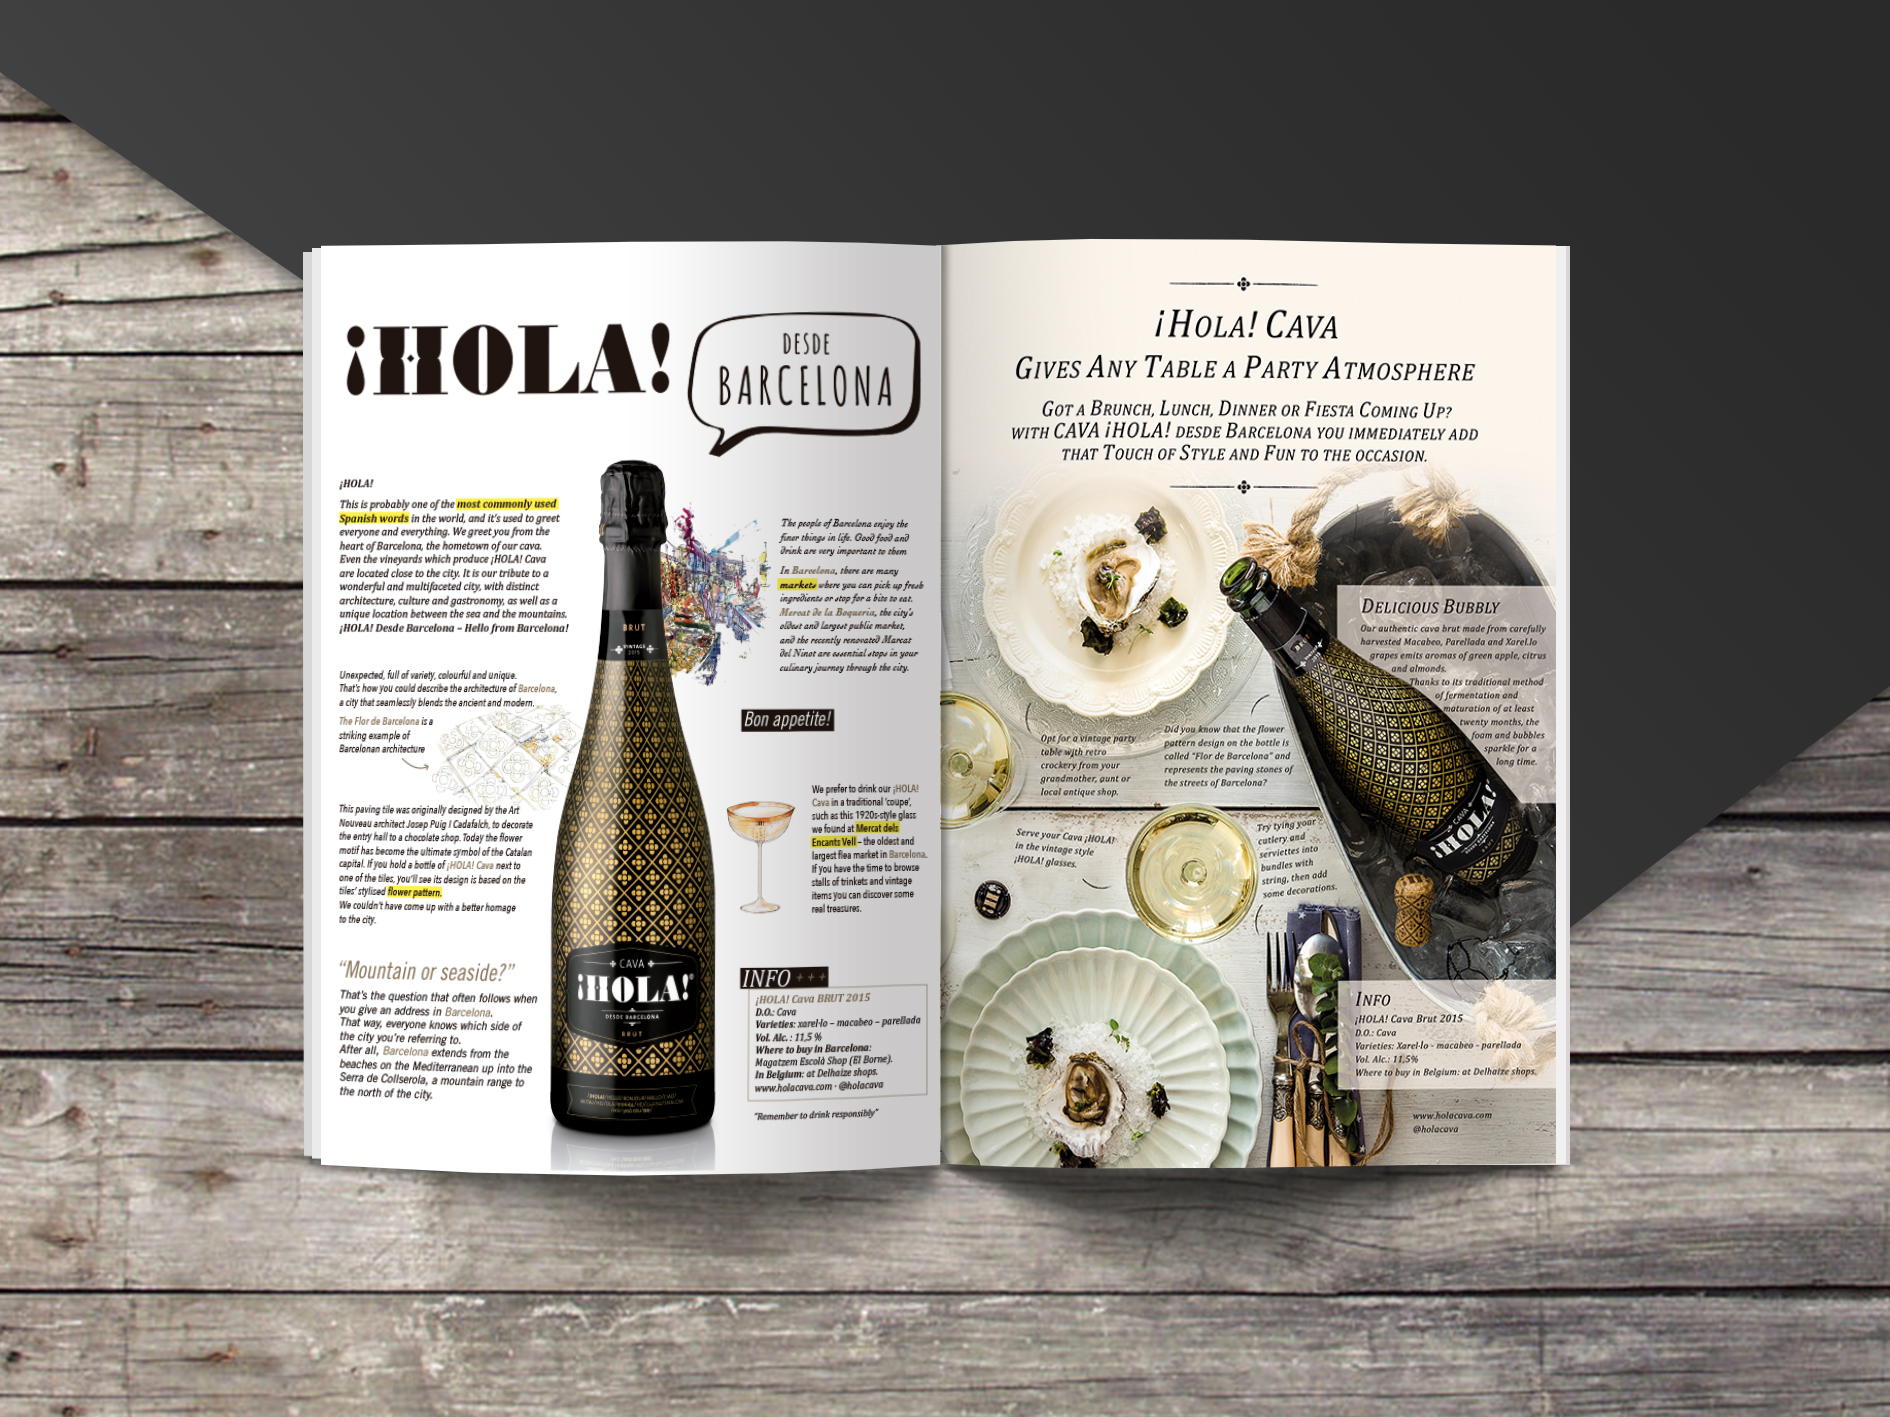 ¡HOLA!
DESDE
BARCELONA
¡HOLA!
This is probably one of the most commonly used
Spanish words in the world, and it's used to greet
everyone and everything. We greet you from the
heart of Barcelona, the hometown of our cava.
Even the vineyards which produce ¡HOLA! Cava
are located close to the city. It is our tribute to a
wonderful and multifaceted city, with distinct
architecture, culture and gastronomy, as well as a
unique location between the sea and the mountains.
¡HOLA! Desde Barcelona – Hello from Barcelona!
Unexpected, full of variety, colourful and unique.
That's how you could describe the architecture of Barcelona,
a city that seamlessly blends the ancient and modern.
The Flor de Barcelona is a
striking example of
Barcelonan architecture
This paving tile was originally designed by the Art
Nouveau architect Josep Puig I Cadafalch, to decorate
the entry hall to a chocolate shop. Today the flower
motif has become the ultimate symbol of the Catalan
capital. If you hold a bottle of ¡HOLA! Cava next to
one of the tiles, you'll see its design is based on the
tiles' stylised flower pattern.
We couldn't have come up with a better homage
to the city.
"Mountain or seaside?"
That's the question that often follows when
you give an address in Barcelona.
That way, everyone knows which side of
the city you're referring to.
After all, Barcelona extends from the
beaches on the Mediterranean up into the
Serra de Collserola, a mountain range to
the north of the city.
BRUT
VINTAGE
2015
CAVA
¡HOLA!
DESDE BARCELONA
BRUT
The people of Barcelona enjoy the
finer things in life. Good food and
drink are very important to them
In Barcelona, there are many
markets where you can pick up fresh
ingredients or stop for a bite to eat.
Mercat de la Boqueria, the city's
oldest and largest public market,
and the recently renovated Marcat
del Ninot are essential stops in your
culinary journey through the city.
Bon appetite!
We prefer to drink our ¡HOLA!
Cava in a traditional 'coupe',
such as this 1920s-style glass
we found at Mercat dels
Encants Vell – the oldest and
largest flea market in Barcelona.
If you have the time to browse
stalls of trinkets and vintage
items you can discover some
real treasures.
INFO +++
¡HOLA! Cava BRUT 2015
D.O.: Cava
Varieties: xarel·lo – macabeo – parellada
Vol. Alc. : 11,5 %
Where to buy in Barcelona:
Magatzem Escolà Shop (El Borne).
In Belgium: at Delhaize shops.
www.holacava.com · @holacava
"Remember to drink responsibly"
¡HOLA! CAVA
GIVES ANY TABLE A PARTY ATMOSPHERE
GOT A BRUNCH, LUNCH, DINNER OR FIESTA COMING UP?
WITH CAVA ¡HOLA! DESDE BARCELONA YOU IMMEDIATELY ADD
THAT TOUCH OF STYLE AND FUN TO THE OCCASION.
DELICIOUS BUBBLY
Our authentic cava brut made from carefully
harvested Macabeo, Parellada and Xarel.lo
grapes emits aromas of green apple, citrus
and almonds.
Thanks to its traditional method
of fermentation and
maturation of at least
twenty months, the
foam and bubbles
sparkle for a
long time.
Opt for a vintage party
table with retro
crockery from your
grandmother, aunt or
local antique shop.
Did you know that the flower
pattern design on the bottle is
called "Flor de Barcelona" and
represents the paving stones of
the streets of Barcelona?
CAVA
¡HOLA!
Serve your Cava ¡HOLA!
in the vintage style
¡HOLA! glasses.
Try tying your
cutlery and
serviettes into
bundles with
string, then add
some decorations.
INFO
¡HOLA! Cava Brut 2015
D.O.: Cava
Varieties: Xarel·lo - macabeo – parellada
Vol. Alc.: 11,5%
Where to buy in Belgium: at Delhaize shops.
www.holacava.com
@holacava